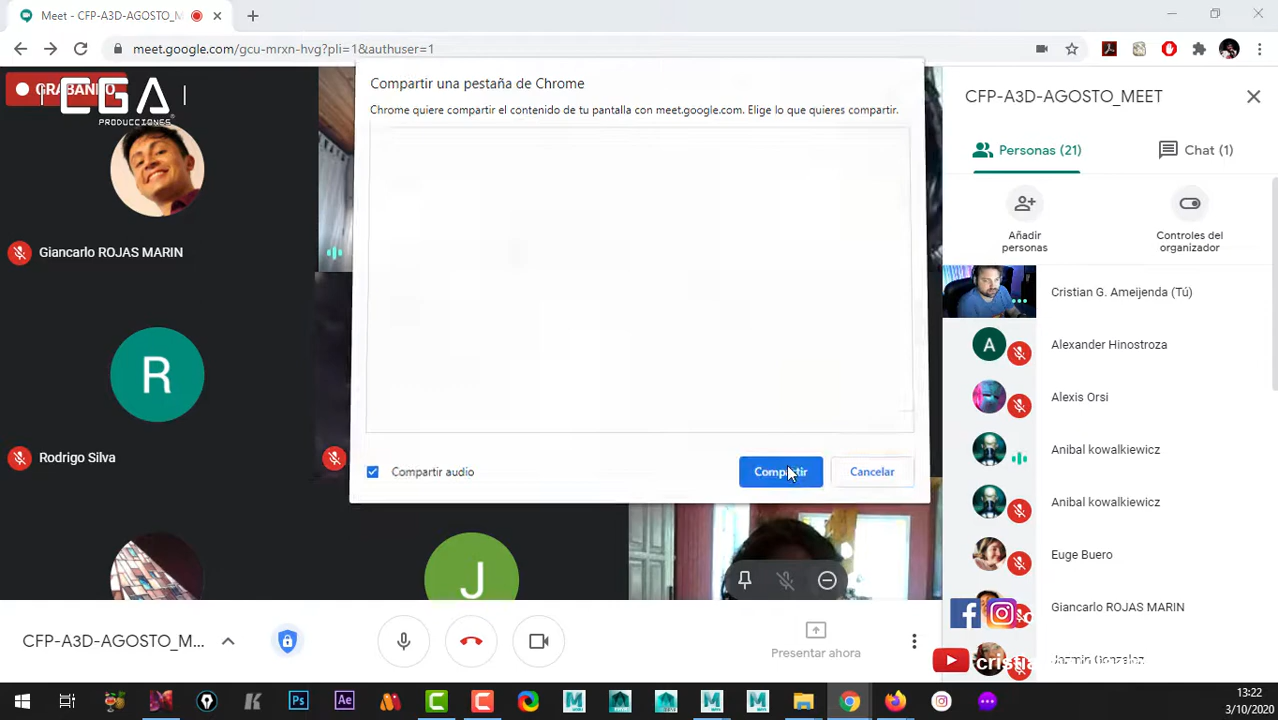 Meet - CFP-A3D-AGOSTO_M
meet.google.com/gcu-mrxn-hvg?pli=1&authuser=1
GRABANDO
CGA
PRODUCCIONES
Compartir una pestaña de Chrome
Chrome quiere compartir el contenido de tu pantalla con meet.google.com. Elige lo que quieres compartir.
Compartir audio
Compartir
Cancelar
Giancarlo ROJAS MARIN
R
Rodrigo Silva
J
CFP-A3D-AGOSTO_MEET
Personas (21)
Chat (1)
Añadir
personas
Controles del
organizador
Cristian G. Ameijenda (Tú)
A
Alexander Hinostroza
Alexis Orsi
Anibal kowalkiewicz
Anibal kowalkiewicz
Euge Buero
Giancarlo ROJAS MARIN
CFP-A3D-AGOSTO_M...
Presentar ahora
Ps
Ae
13:22
3/10/2020